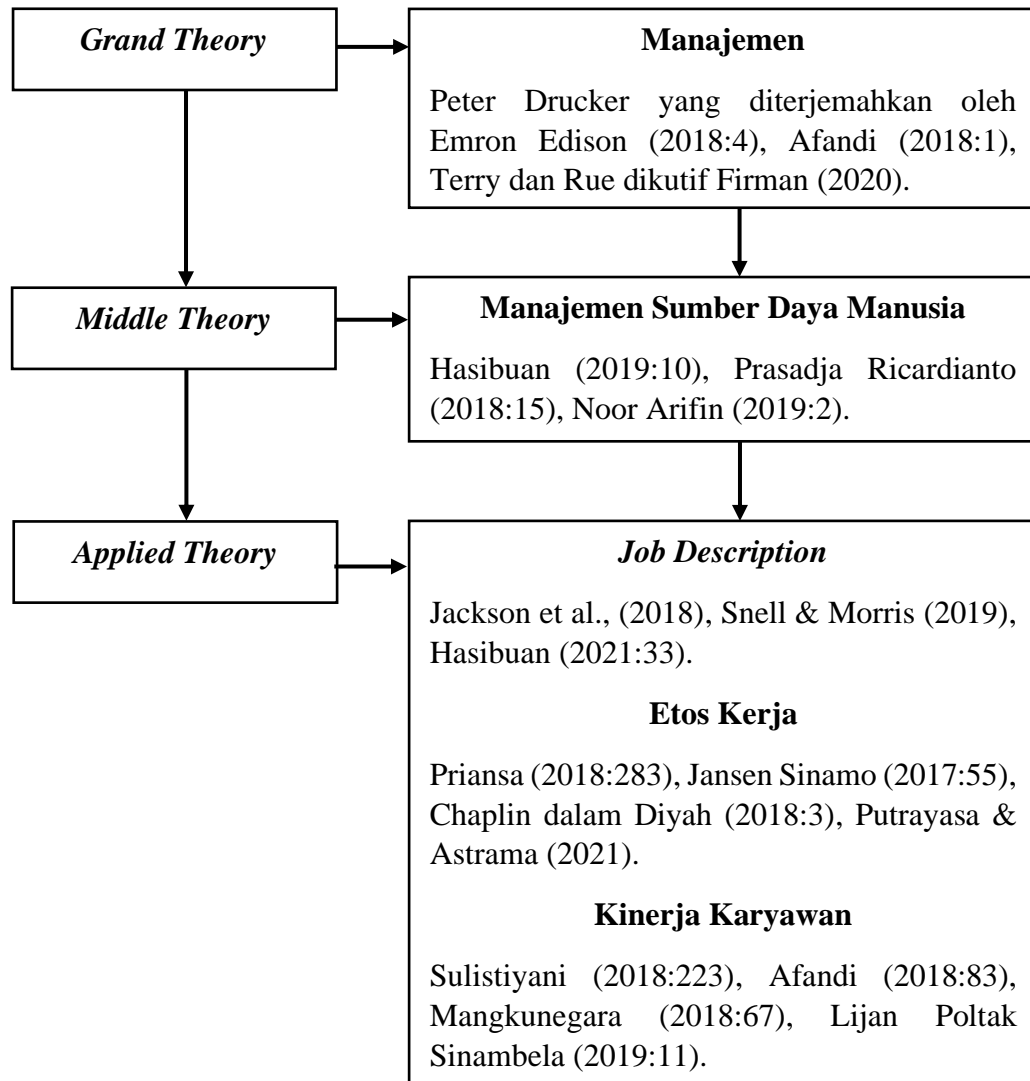 Grand Theory
Manajemen
Peter Drucker yang diterjemahkan oleh
Emron Edison (2018:4), Afandi (2018:1),
Terry dan Rue dikutif Firman (2020).
Middle Theory
Manajemen Sumber Daya Manusia
Hasibuan (2019:10), Prasadja Ricardianto
(2018:15), Noor Arifin (2019:2).
Applied Theory
Job Description
Jackson et al., (2018), Snell & Morris (2019),
Hasibuan (2021:33).
Etos Kerja
Priansa (2018:283), Jansen Sinamo (2017:55),
Chaplin dalam Diyah (2018:3), Putrayasa &
Astrama (2021).
Kinerja Karyawan
Sulistiyani (2018:223), Afandi (2018:83),
Mangkunegara (2018:67), Lijan Poltak
Sinambela (2019:11).